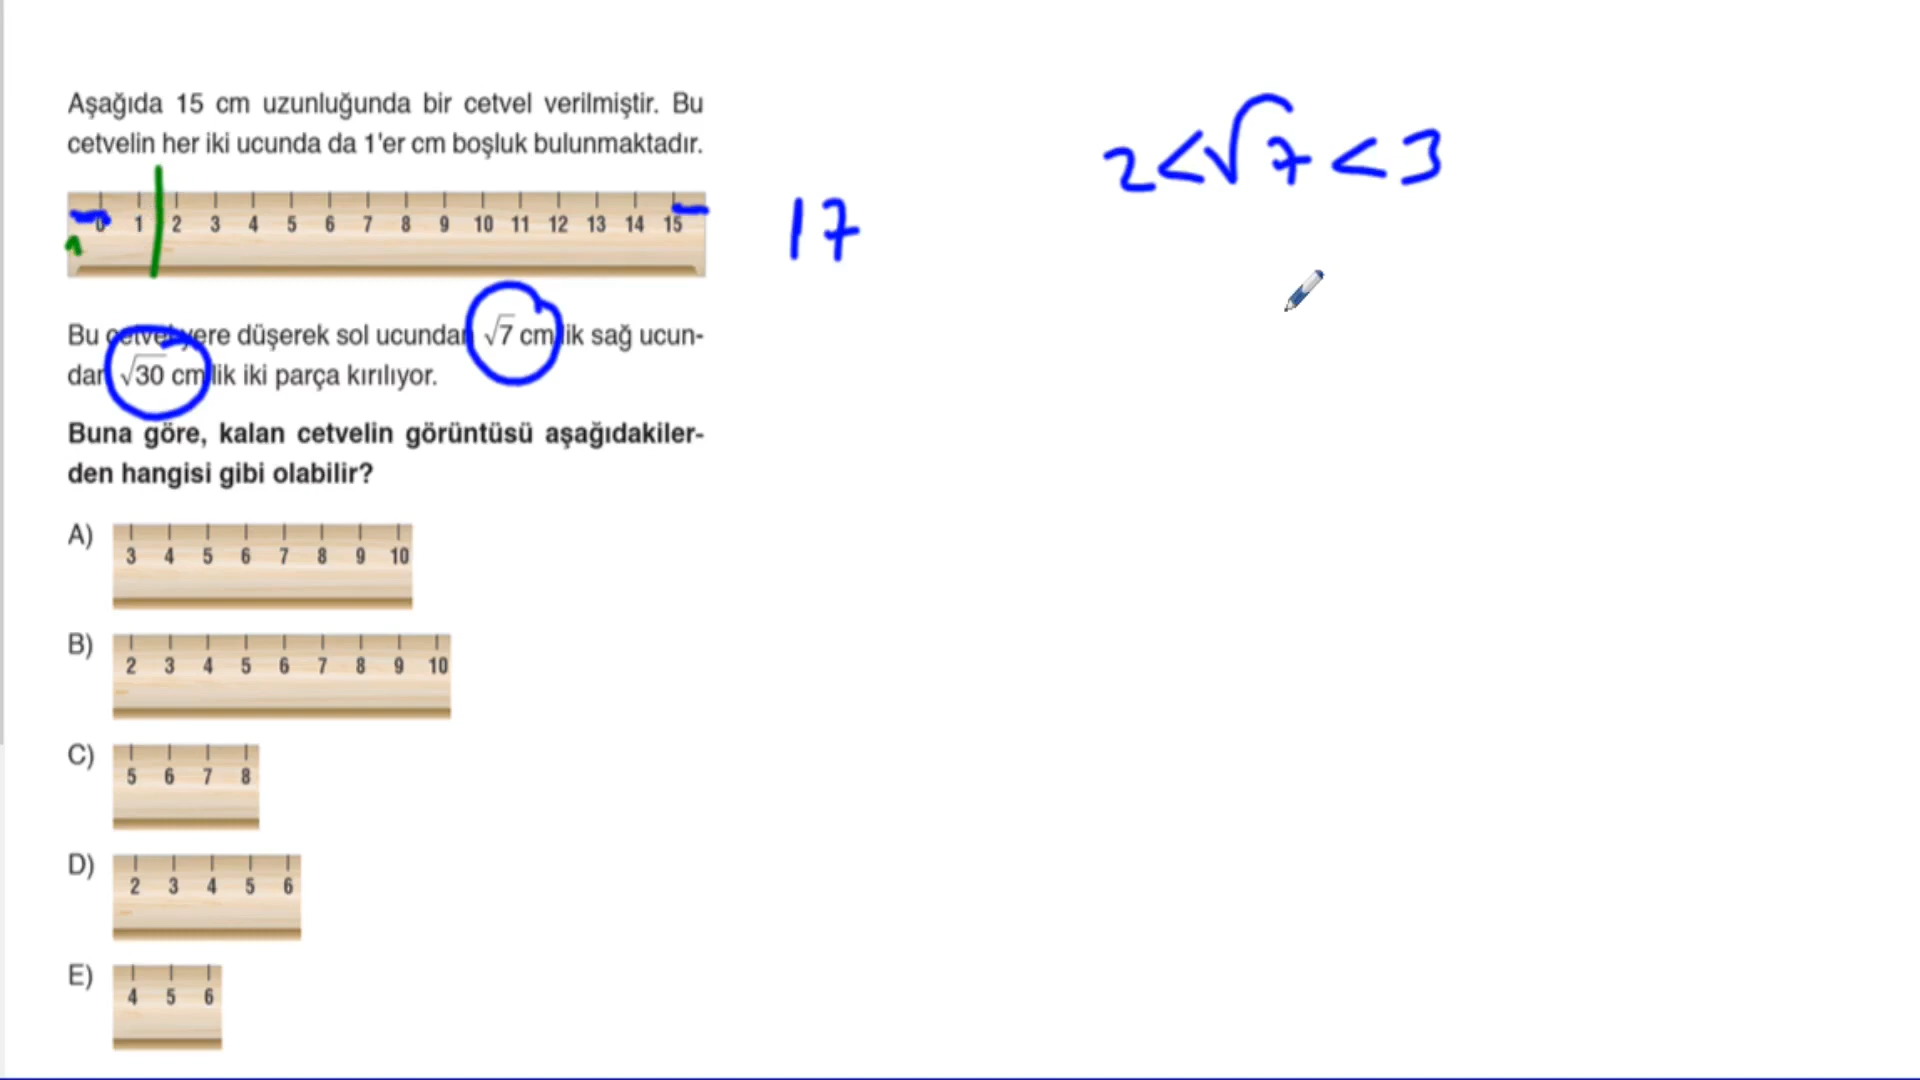 Aşağıda 15 cm uzunluğunda bir cetvel verilmiştir. Bu
cetvelin her iki ucunda da 1'er cm boşluk bulunmaktadır.
0 1 2 3 4 5 6 7 8 9 10 11 12 13 14 15
1
17
2<√7<3
Bu cetvel yere düşerek sol ucundan √7 cm lik sağ ucun-
dan √30 cm lik iki parça kırılıyor.
Buna göre, kalan cetvelin görüntüsü aşağıdakiler-
den hangisi gibi olabilir?
A) 3 4 5 6 7 8 9 10
B) 2 3 4 5 6 7 8 9 10
C) 5 6 7 8
D) 2 3 4 5 6
E) 4 5 6